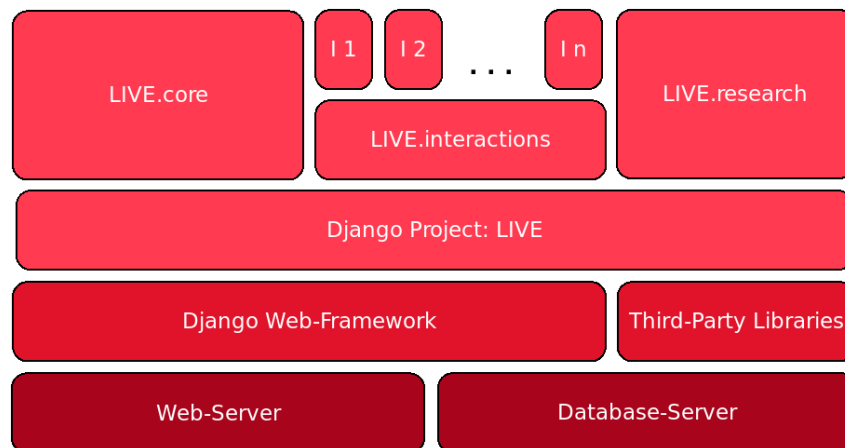 I 1
I 2
. . .
I n
LIVE.core
LIVE.interactions
LIVE.research
Django Project: LIVE
Django Web-Framework
Third-Party Libraries
Web-Server
Database-Server